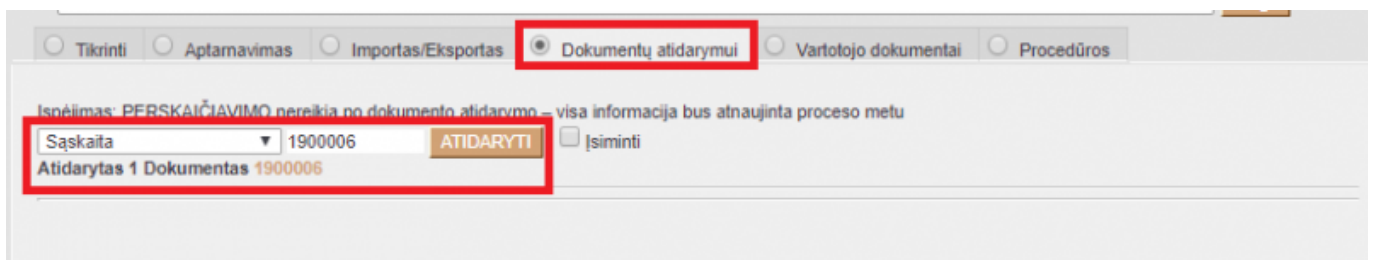 Tikrinti Aptarnavimas Importas/Eksportas Dokumentų atidarymui Vartotojo dokumentai Procedūros
Įspėjimas: PERSKAIČIAVIMO nereikia po dokumento atidarymo – visa informacija bus atnaujinta proceso metu
Sąskaita 1900006 ATIDARYTI Įsiminti
Atidarytas 1 Dokumentas 1900006